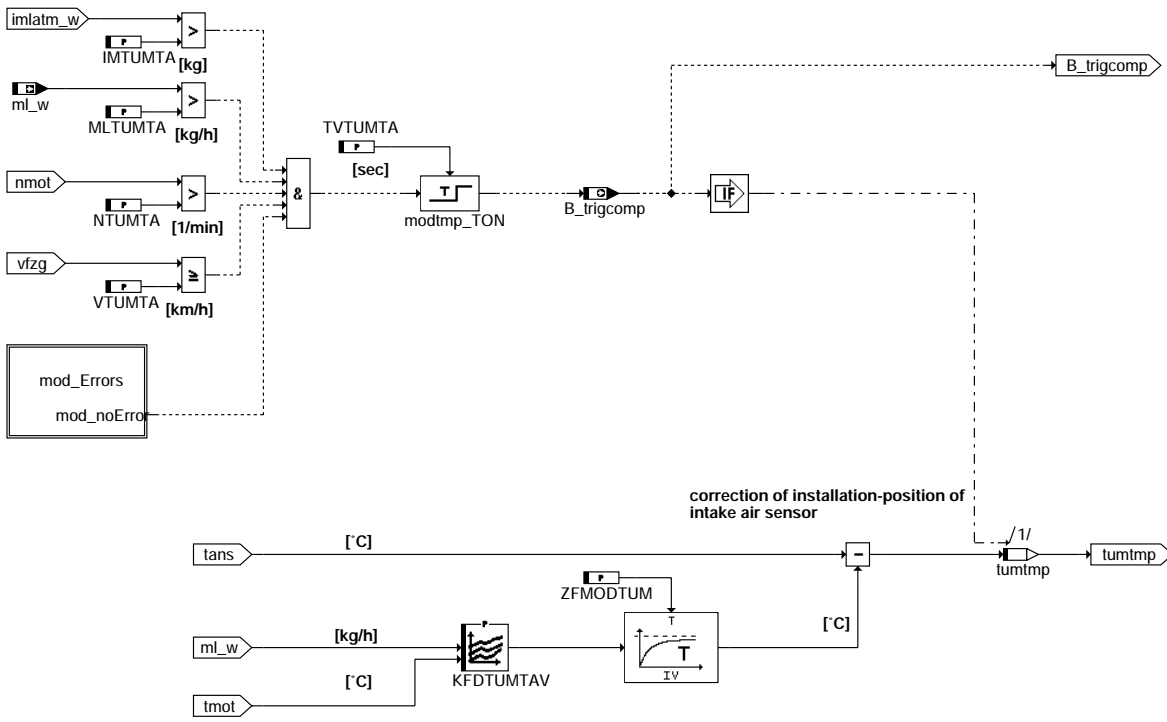 imlatm_w
>
P
IMTUMTA
[kg]
B_trigcomp
ml_w
>
P
MLTUMTA
[kg/h]
TVTUMTA
P
[sec]
nmot
>
P
NTUMTA
[1/min]
&
T
modtmp_TON
B_trigcomp
IF
vfzg
≥
P
VTUMTA
[km/h]
mod_Errors
mod_noError
correction of installation-position of
intake air sensor
/1/
tans
[°C]
−
tumtmp
tumtmp
P
ZFMODTUM
T
T
IV
[°C]
ml_w
[kg/h]
P
KFDTUMTAV
[°C]
tmot